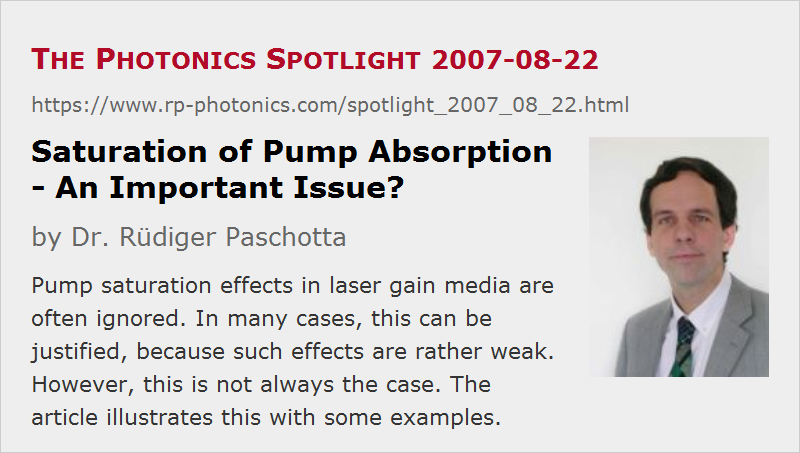 THE PHOTONICS SPOTLIGHT 2007-08-22
https://www.rp-photonics.com/spotlight_2007_08_22.html
Saturation of Pump Absorption
- An Important Issue?
by Dr. Rüdiger Paschotta
Pump saturation effects in laser gain media are
often ignored. In many cases, this can be
justified, because such effects are rather weak.
However, this is not always the case. The
article illustrates this with some examples.